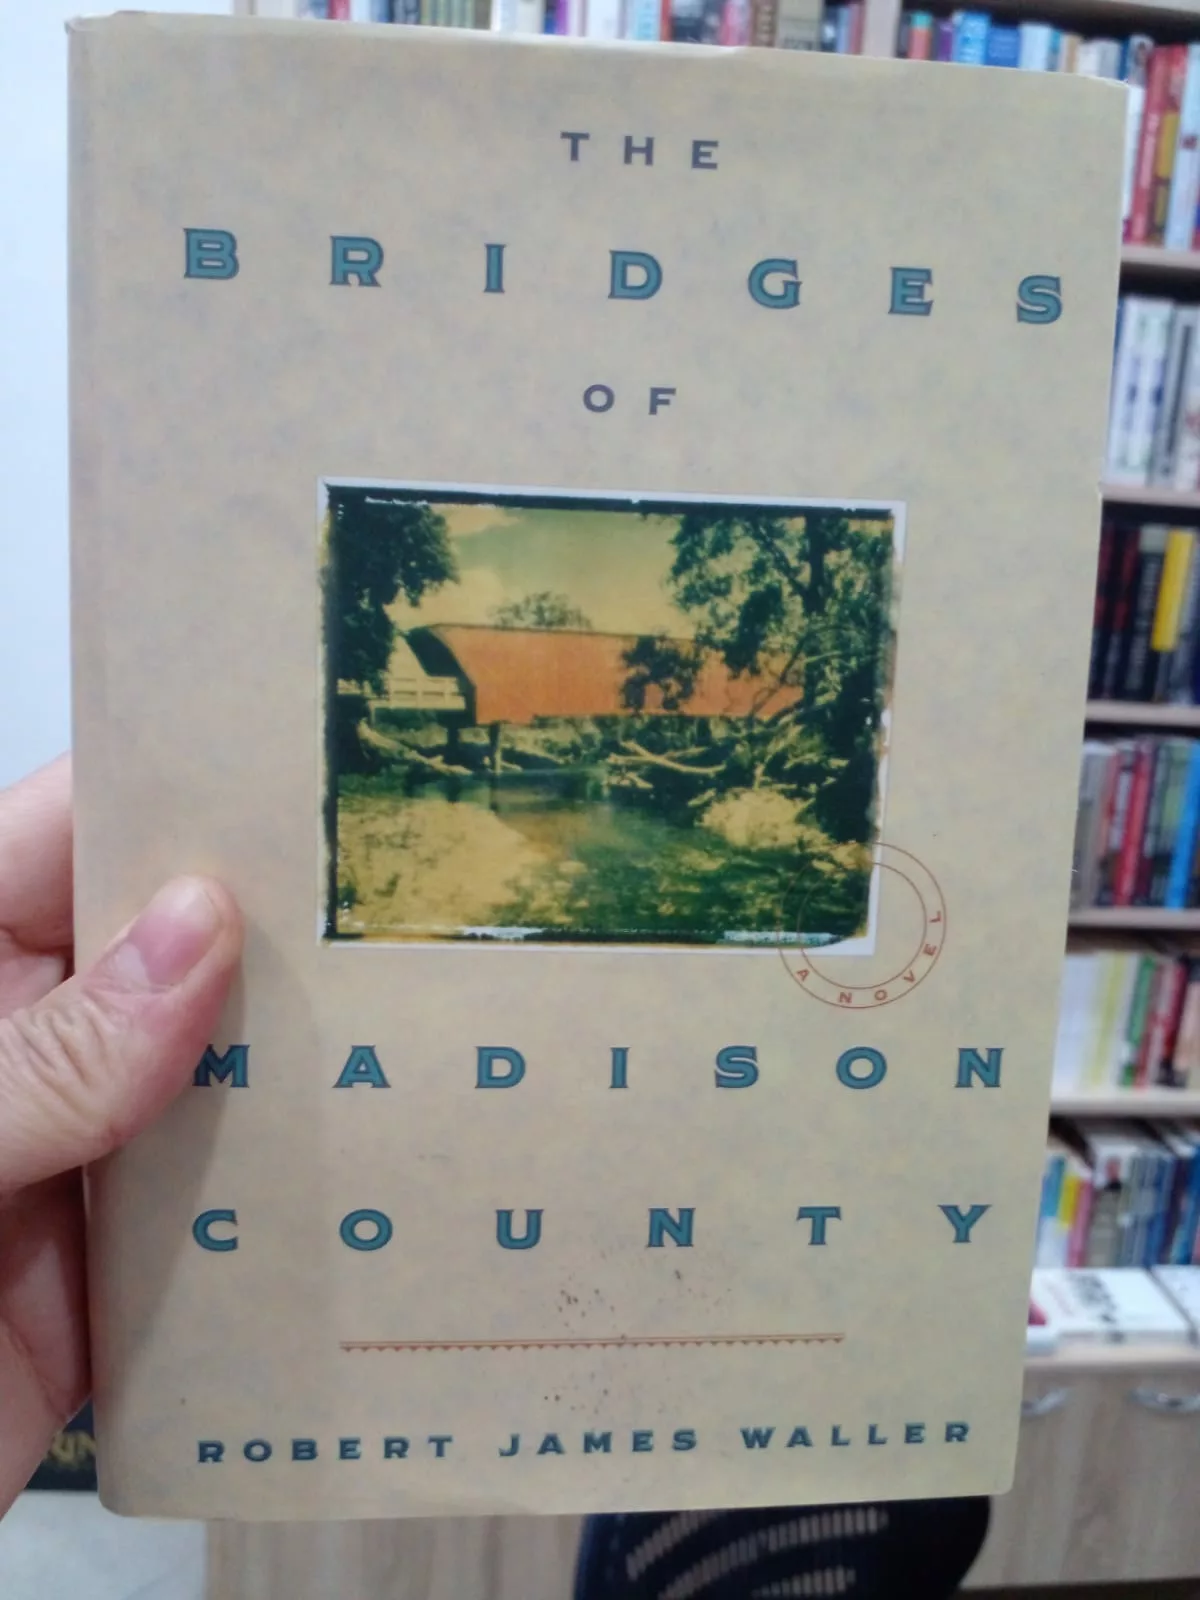 THE
BRIDGES
OF
A NOVEL
MADISON
COUNTY
ROBERT JAMES WALLER